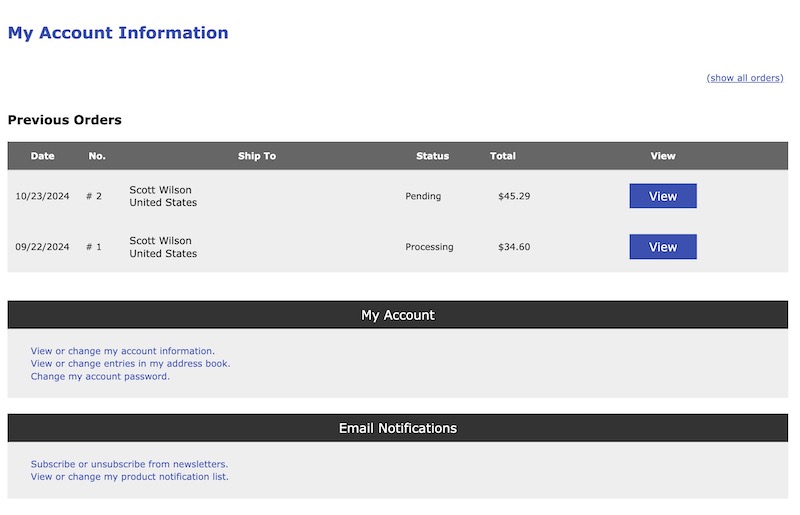 My Account Information
(show all orders)
Previous Orders
Date No. Ship To Status Total View
10/23/2024 # 2 Scott Wilson Pending $45.29 View
United States
09/22/2024 # 1 Scott Wilson Processing $34.60 View
United States
My Account
View or change my account information.
View or change entries in my address book.
Change my account password.
Email Notifications
Subscribe or unsubscribe from newsletters.
View or change my product notification list.